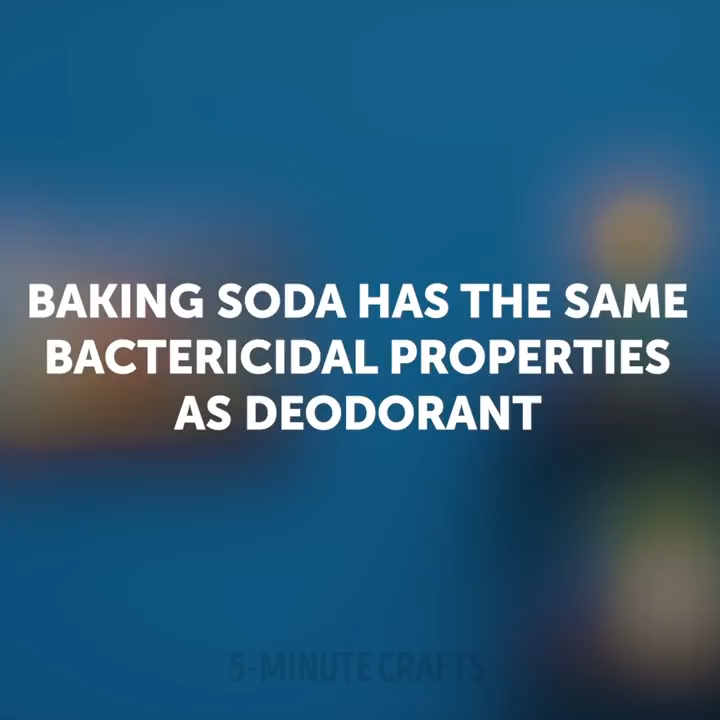 BAKING SODA HAS THE SAME
BACTERICIDAL PROPERTIES
AS DEODORANT
5-MINUTE CRAFTS